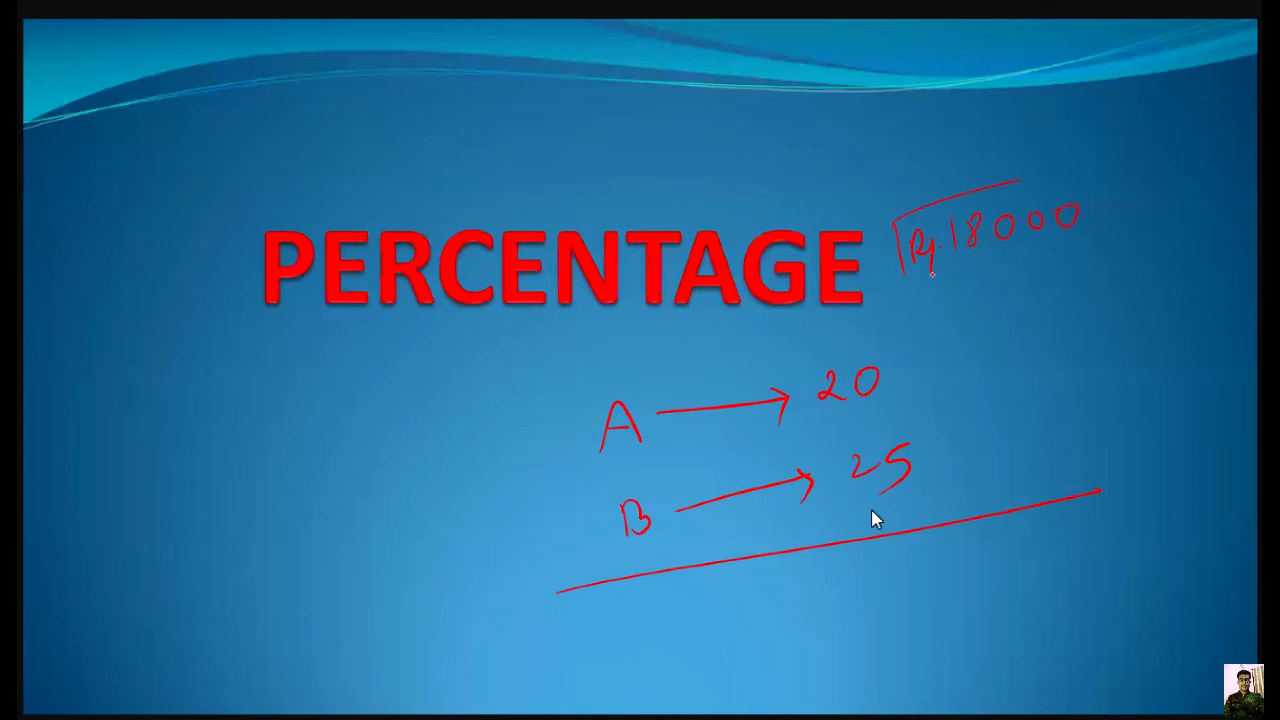 PERCENTAGE
Rs. 18000
A → 20
B → 25